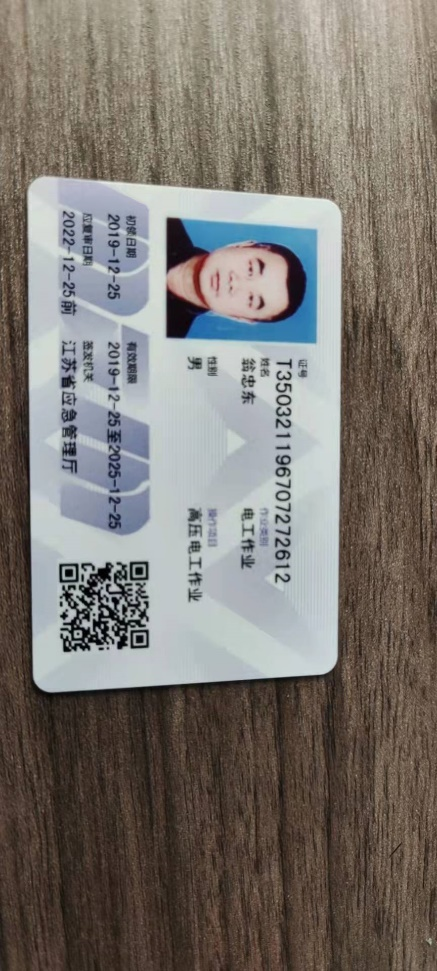 证号
T350321196707272612
姓名
翁忠东
作业类别
电工作业
性别
男
操作项目
高压电工作业
初领日期
2019-12-25
有效期限
2019-12-25至2025-12-25
应复审日期
2022-12-25前
签发机关
江苏省应急管理厅